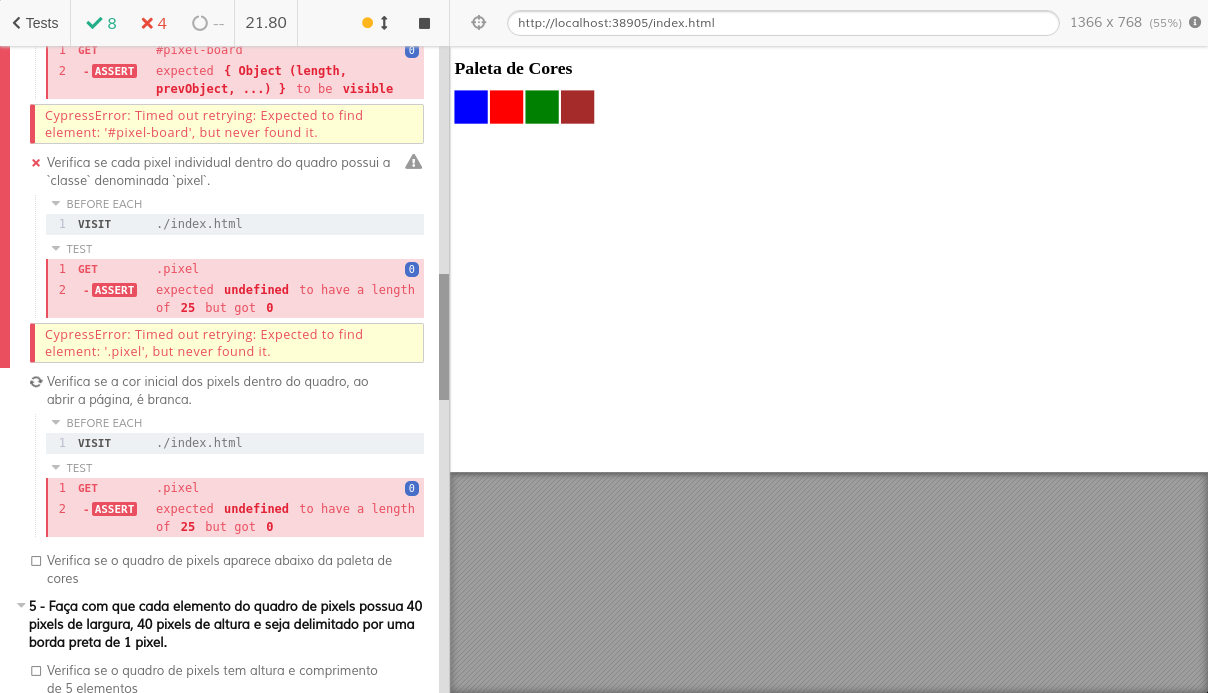 Tests 8 4 -- 21.80
http://localhost:38905/index.html 1366 x 768 (55%)
1 GET #pixel-board 0
2 -ASSERT expected { Object (length,
prevObject, ...) } to be visible
CypressError: Timed out retrying: Expected to find
element: '#pixel-board', but never found it.
Verifica se cada pixel individual dentro do quadro possui a
`classe` denominada `pixel`.
BEFORE EACH
1 VISIT ./index.html
TEST
1 GET .pixel 0
2 -ASSERT expected undefined to have a length
of 25 but got 0
CypressError: Timed out retrying: Expected to find
element: '.pixel', but never found it.
Verifica se a cor inicial dos pixels dentro do quadro, ao
abrir a página, é branca.
BEFORE EACH
1 VISIT ./index.html
TEST
1 GET .pixel 0
2 -ASSERT expected undefined to have a length
of 25 but got 0
Verifica se o quadro de pixels aparece abaixo da paleta de
cores
5 - Faça com que cada elemento do quadro de pixels possua 40
pixels de largura, 40 pixels de altura e seja delimitado por uma
borda preta de 1 pixel.
Verifica se o quadro de pixels tem altura e comprimento
de 5 elementos
Paleta de Cores